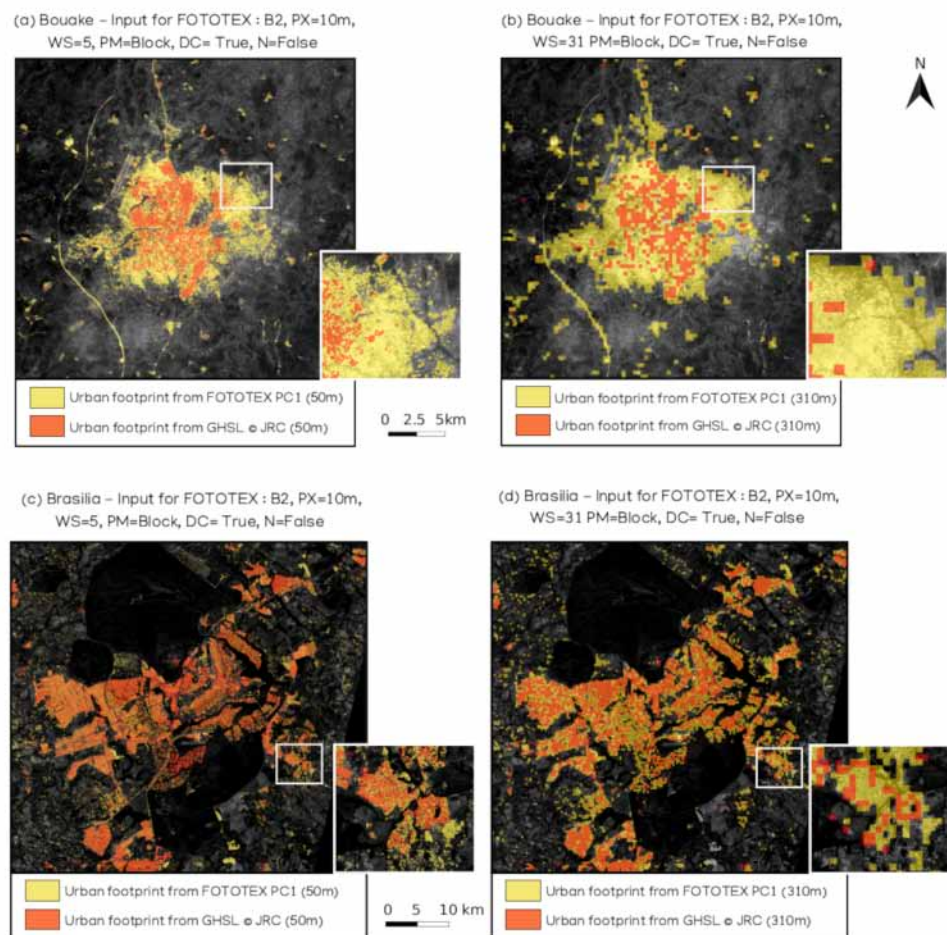 (a) Bouake – Input for FOTOTEX : B2, PX=10m,
WS=5, PM=Block, DC= True, N=False
(b) Bouake – Input for FOTOTEX : B2, PX=10m,
WS=31 PM=Block, DC= True, N=False
N
Urban footprint from FOTOTEX PC1 (50m)
Urban footprint from GHSL © JRC (50m)
0 2.5 5km
Urban footprint from FOTOTEX PC1 (310m)
Urban footprint from GHSL © JRC (310m)
(c) Brasilia – Input for FOTOTEX : B2, PX=10m,
WS=5, PM=Block, DC= True, N=False
(d) Brasilia – Input for FOTOTEX : B2, PX=10m,
WS=31 PM=Block, DC= True, N=False
Urban footprint from FOTOTEX PC1 (50m)
Urban footprint from GHSL © JRC (50m)
0 5 10 km
Urban footprint from FOTOTEX PC1 (310m)
Urban footprint from GHSL © JRC (310m)